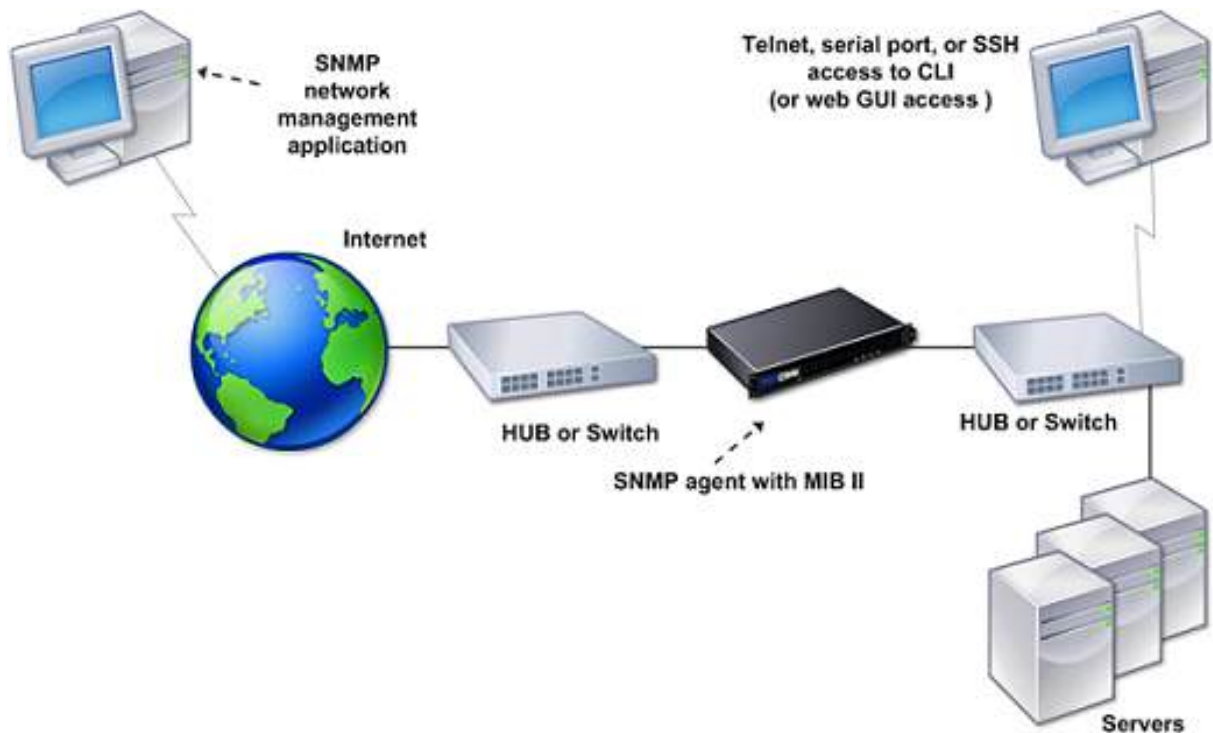 SNMP
network
management
application
Telnet, serial port, or SSH
access to CLI
(or web GUI access )
Internet
HUB or Switch
SNMP agent with MIB II
HUB or Switch
Servers